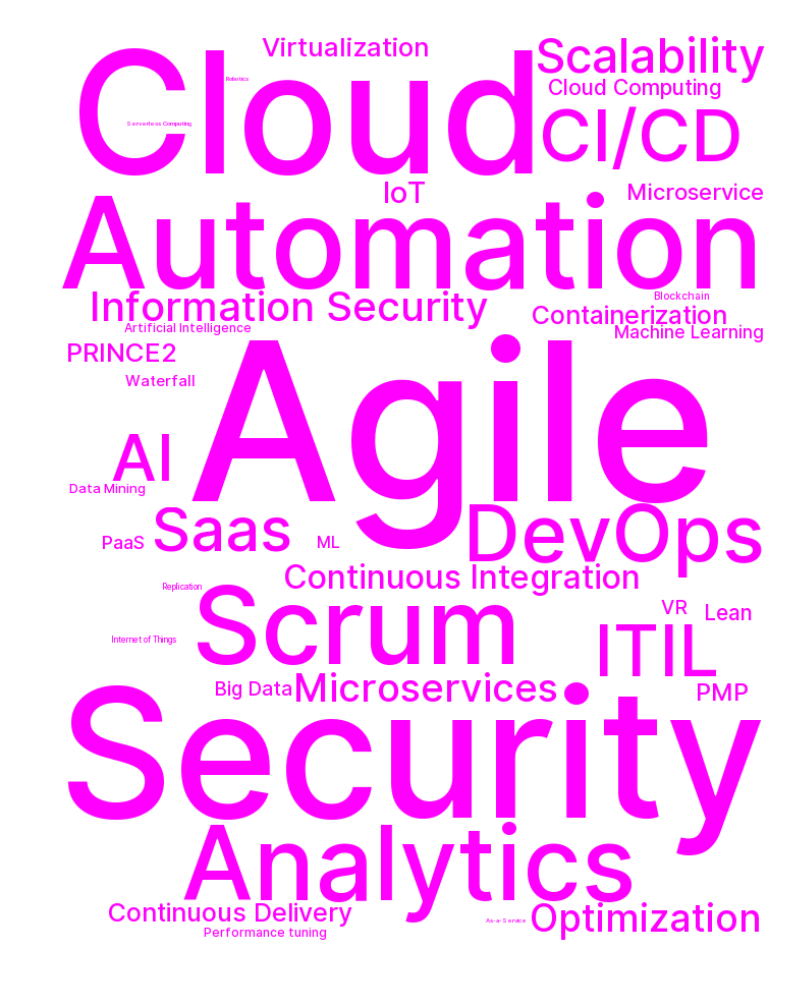 Virtualization
Scalability
Cloud
Robotics
Cloud Computing
CI/CD
Serverless Computing
IoT
Microservice
Automation
Information Security
Blockchain
Containerization
Artificial Intelligence
Machine Learning
PRINCE2
Agile
Waterfall
AI
Data Mining
Saas
DevOps
PaaS
ML
Continuous Integration
Replication
Scrum
VR
Lean
Internet of Things
ITIL
Big Data
Microservices
PMP
Security
Analytics
Continuous Delivery
As-a-Service
Optimization
Performance tuning